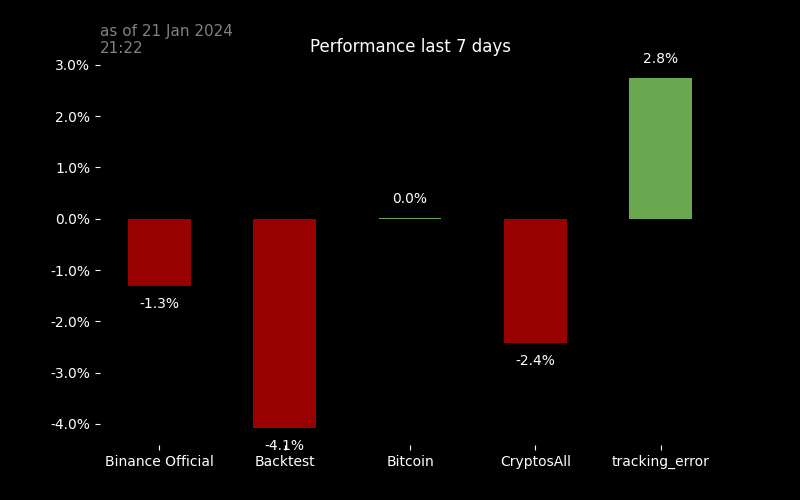 as of 21 Jan 2024
21:22
Performance last 7 days
3.0%
2.8%
2.0%
1.0%
0.0%
0.0%
-1.0%
-1.3%
-2.0%
-2.4%
-3.0%
-4.0%
-4.1%
Binance Official
Backtest
Bitcoin
CryptosAll
tracking_error